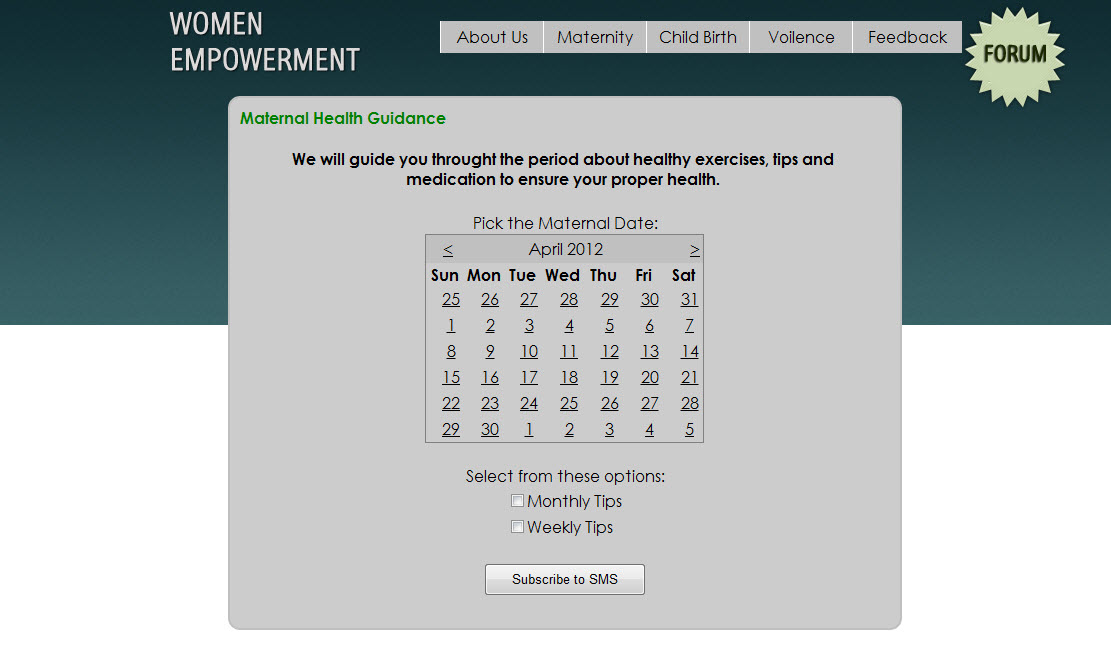 WOMEN
EMPOWERMENT
About Us Maternity Child Birth Voilence Feedback
FORUM
Maternal Health Guidance
We will guide you throught the period about healthy exercises, tips and
medication to ensure your proper health.
Pick the Maternal Date:
< April 2012 >
Sun Mon Tue Wed Thu Fri Sat
25 26 27 28 29 30 31
1 2 3 4 5 6 7
8 9 10 11 12 13 14
15 16 17 18 19 20 21
22 23 24 25 26 27 28
29 30 1 2 3 4 5
Select from these options:
Monthly Tips
Weekly Tips
Subscribe to SMS